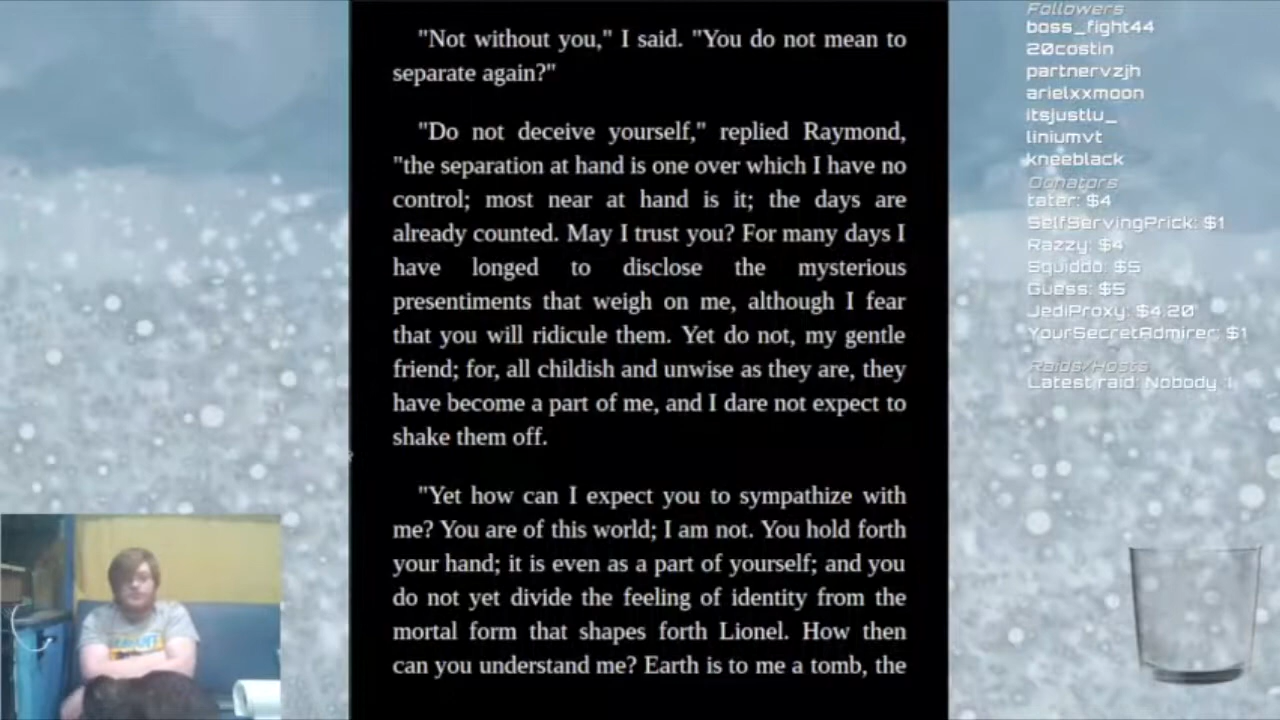 "Not without you," I said. "You do not mean to
separate again?"
"Do not deceive yourself," replied Raymond,
"the separation at hand is one over which I have no
control; most near at hand is it; the days are
already counted. May I trust you? For many days I
have longed to disclose the mysterious
presentiments that weigh on me, although I fear
that you will ridicule them. Yet do not, my gentle
friend; for, all childish and unwise as they are, they
have become a part of me, and I dare not expect to
shake them off.
"Yet how can I expect you to sympathize with
me? You are of this world; I am not. You hold forth
your hand; it is even as a part of yourself; and you
do not yet divide the feeling of identity from the
mortal form that shapes forth Lionel. How then
can you understand me? Earth is to me a tomb, the
Followers
boss_fight44
20costin
partnervzjh
arielxxmoon
itsjustlu_
liniumvt
kneeblack
Donators
tater: $4
SelfServingPrick: $1
Razzy: $4
Squiddo: $5
Guess: $5
JediProxy: $4.20
YourSecretAdmirer: $1
Raids/Hosts
Latest raid: Nobody :(